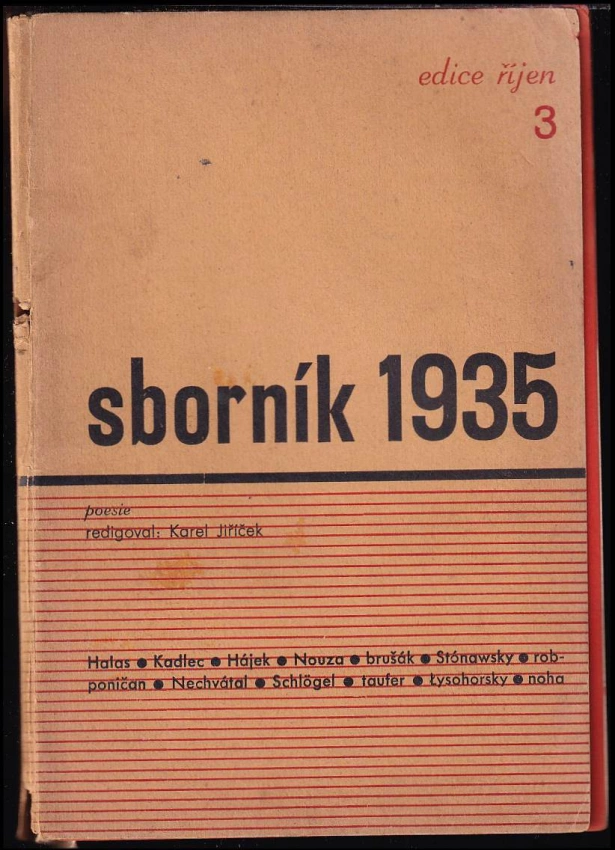 edice říjen
3
sborník 1935
poesie
redigoval: Karel Jiříček
Halas ● Kadlec ● Hájek ● Nouza ● brušák ● Stónawsky ● rob-
poničan ● Nechvátal ● Schlögel ● taufer ● Łysohorsky ● noha